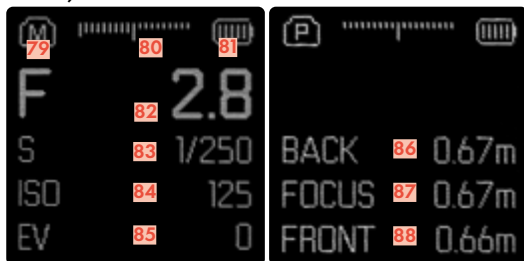 M
79
80
81
F 2.8
82
S 1/250
83
ISO 125
84
EV 0
85
P
BACK 0.67m
86
FOCUS 0.67m
87
FRONT 0.66m
88